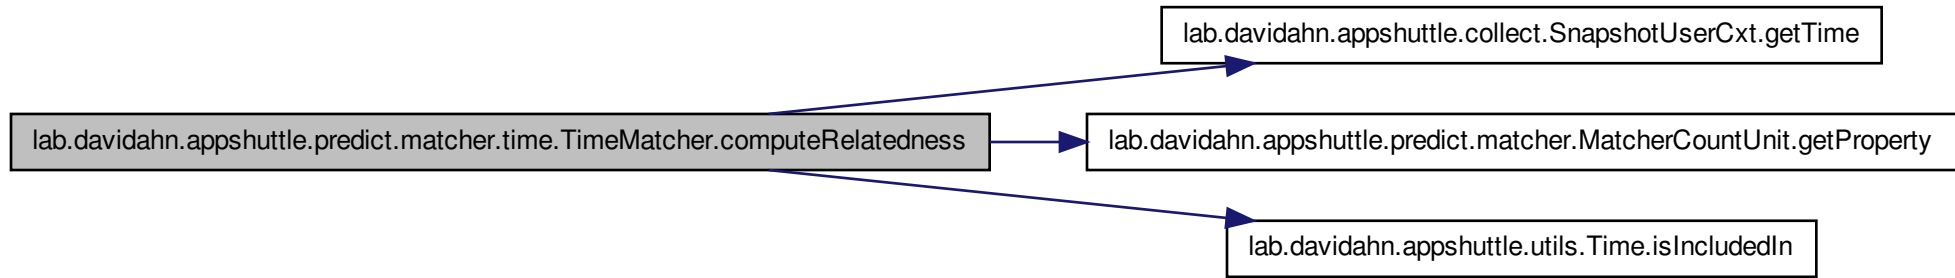 lab.davidahn.appshuttle.collect.SnapshotUserCxt.getTime
lab.davidahn.appshuttle.predict.matcher.time.TimeMatcher.computeRelatedness
lab.davidahn.appshuttle.predict.matcher.MatcherCountUnit.getProperty
lab.davidahn.appshuttle.utils.Time.isIncludedIn